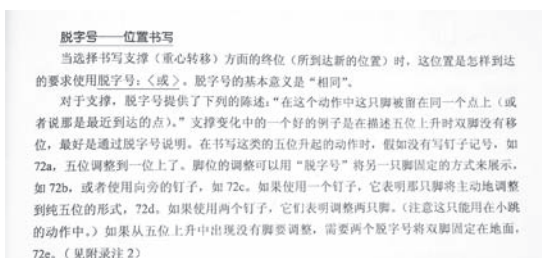 脱字号——位置书写
当选择书写支撑（重心转移）方面的终位（所到达新的位置）时，这位置是怎样到达
的要求使用脱字号：＜或＞。脱字号的基本意义是“相同”。
对于支撑，脱字号提供了下列的陈述：“在这个动作中这只脚被留在同一个点上（或
者说那是最近到达的点）。”支撑变化中的一个好的例子是在描述五位上升时双脚没有移
位，最好是通过脱字号说明。在书写这类的五位升起的动作时，假如没有写钉子记号，如
72a，五位调整到一位上了。脚位的调整可以用“脱字号”将另一只脚固定的方式来展示，
如 72b，或者使用向旁的钉子，如 72c。如果使用一个钉子，它表明那只脚将主动地调整
到纯五位的形式，72d。如果使用两个钉子，它们表明调整两只脚。（注意这只能用在小跳
的动作中。）如果从五位上升中出现没有脚要调整，需要两个脱字号将双脚固定在地面，
72e。（见附录注 2）